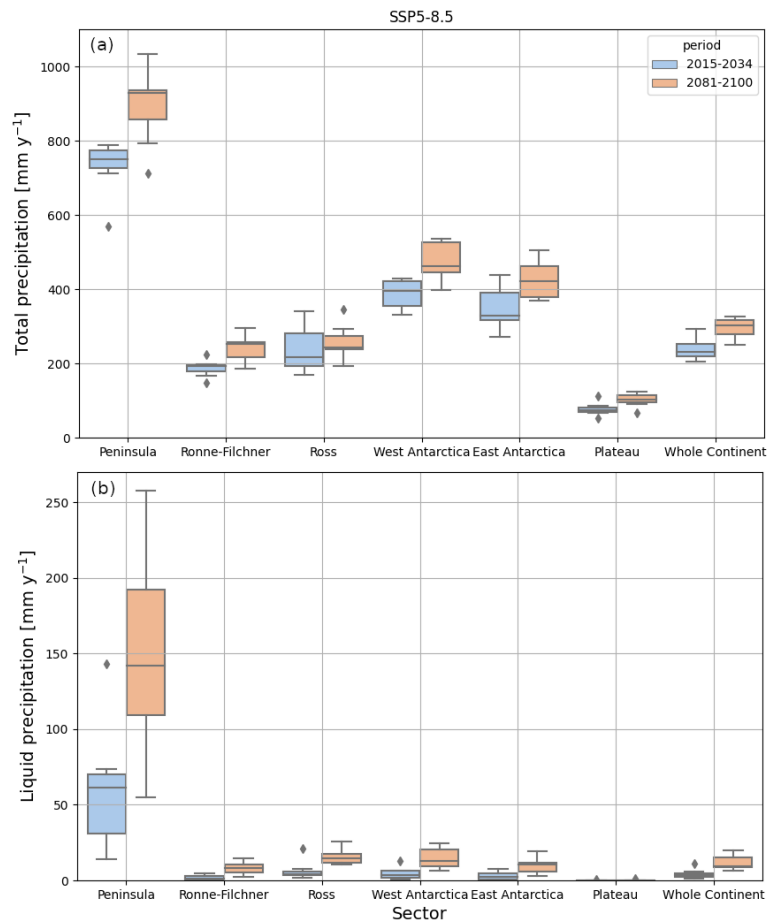 SSP5-8.5
(a)
period
2015-2034
2081-2100
Total precipitation [mm y⁻¹]
1000
800
600
400
200
0
Peninsula Ronne-Filchner Ross West Antarctica East Antarctica Plateau Whole Continent
(b)
Liquid precipitation [mm y⁻¹]
250
200
150
100
50
0
Peninsula Ronne-Filchner Ross West Antarctica East Antarctica Plateau Whole Continent
Sector